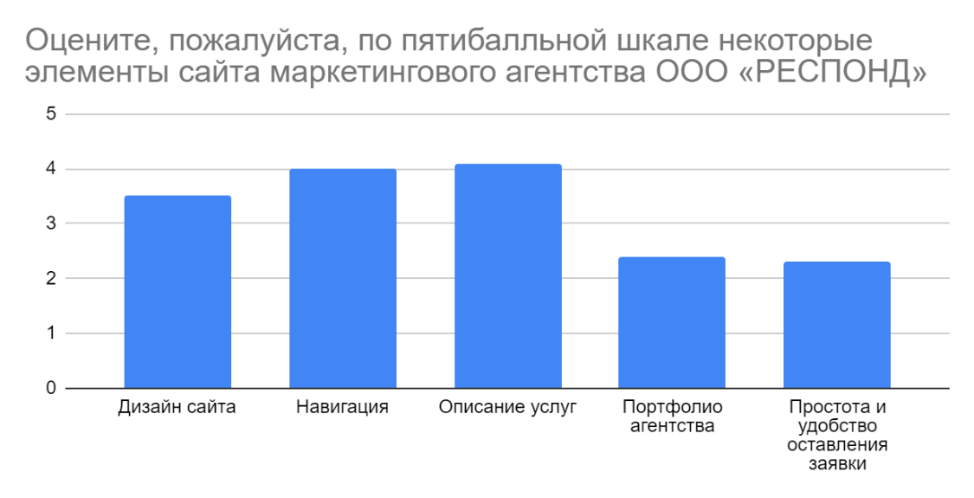 Оцените, пожалуйста, по пятибалльной шкале некоторые
элементы сайта маркетингового агентства ООО «РЕСПОНД»
5
4
3
2
1
0
Дизайн сайта
Навигация
Описание услуг
Портфолио
агентства
Простота и
удобство
оставления
заявки